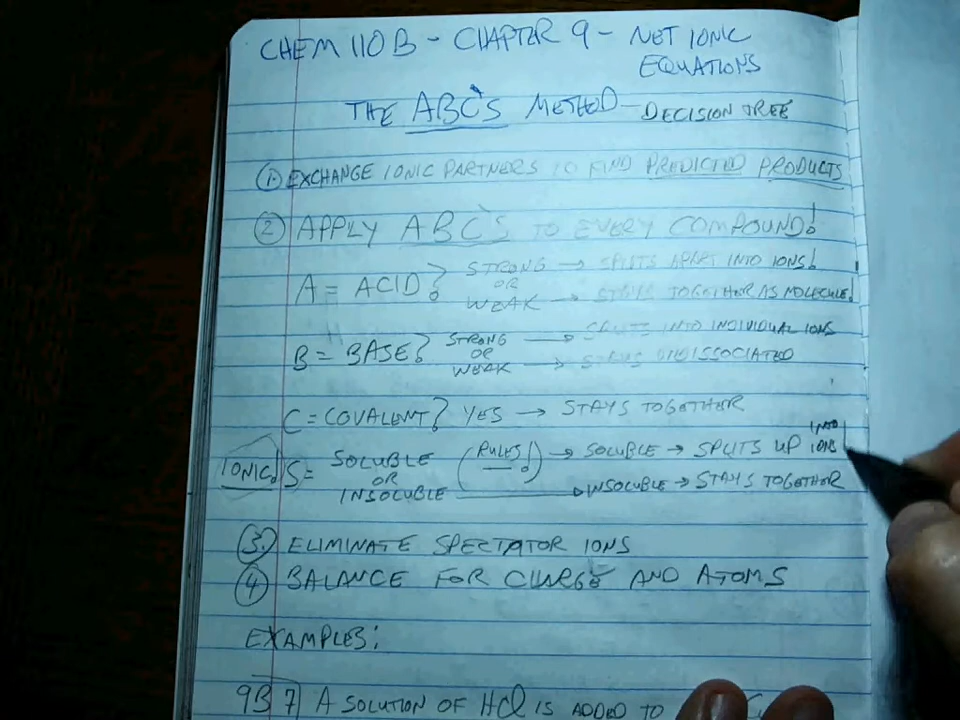 CHEM 110B - CHAPTER 9 - NET IONIC
EQUATIONS
THE ABC'S METHOD - DECISION TREE
① EXCHANGE IONIC PARTNERS TO FIND PREDICTED PRODUCTS
② APPLY ABC'S TO EVERY COMPOUND!
A = ACID? STRONG → SPLITS APART INTO IONS!
OR
WEAK → STAYS TOGETHER AS MOLECULE!
B = BASE? STRONG → SPLITS INTO INDIVIDUAL IONS
OR
WEAK → STAYS UNDISSOCIATED
C = COVALENT? YES → STAYS TOGETHER
IONIC! S = SOLUBLE (RULES!) → SOLUBLE → SPLITS UP INTO IONS!
OR
INSOLUBLE → INSOLUBLE → STAYS TOGETHER
③ ELIMINATE SPECTATOR IONS
④ BALANCE FOR CHARGE AND ATOMS
EXAMPLES:
9B7 A SOLUTION OF HCl IS ADDED TO